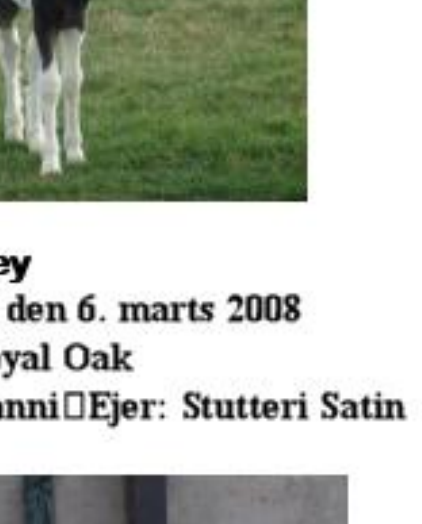 ey
den 6. marts 2008
yal Oak
anni□Ejer: Stutteri Satin